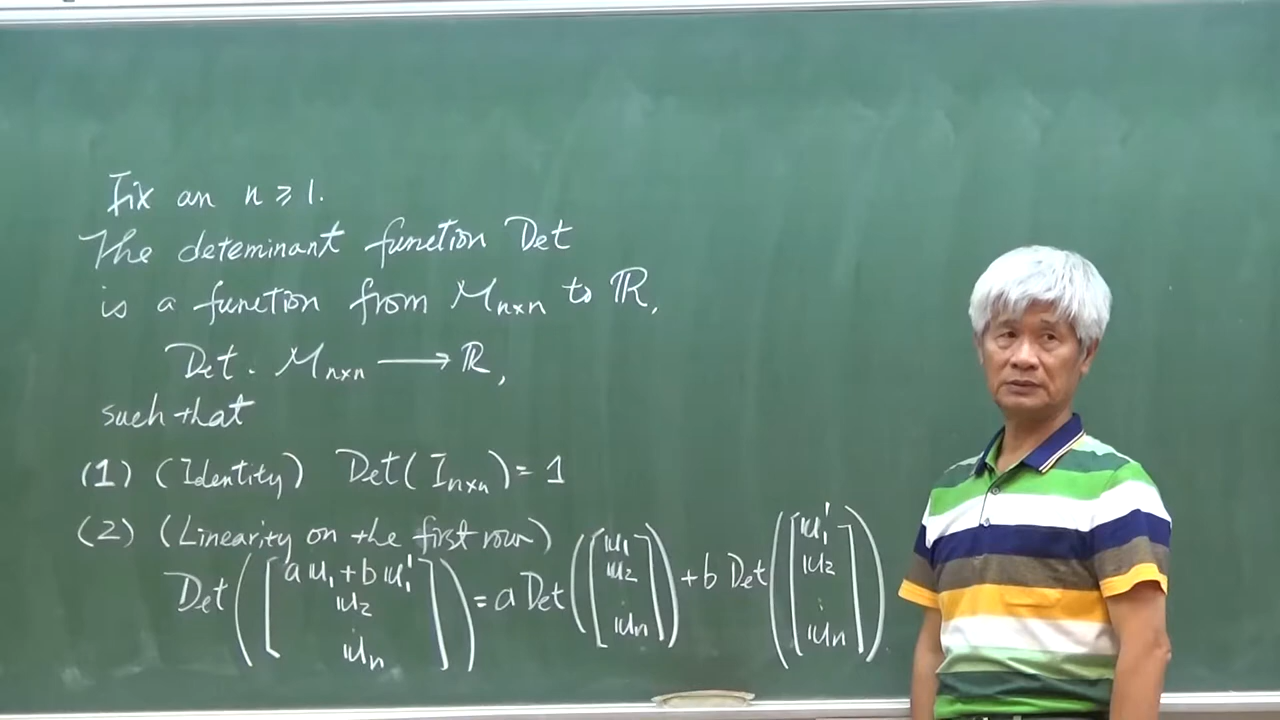 Fix an n ≥ 1.
The deteminant function Det
is a function from M_{n×n} to ℝ,
Det. M_{n×n} ⟶ ℝ,
such that
(1) (Identity) Det(I_{n×n}) = 1
(2) (Linearity on the first row)
Det([a𝕦_1 + b𝕦_1' 𝕦_2 ⋮ 𝕦_n]) = a Det([𝕦_1 𝕦_2 ⋮ 𝕦_n]) + b Det([𝕦_1' 𝕦_2 ⋮ 𝕦_n])